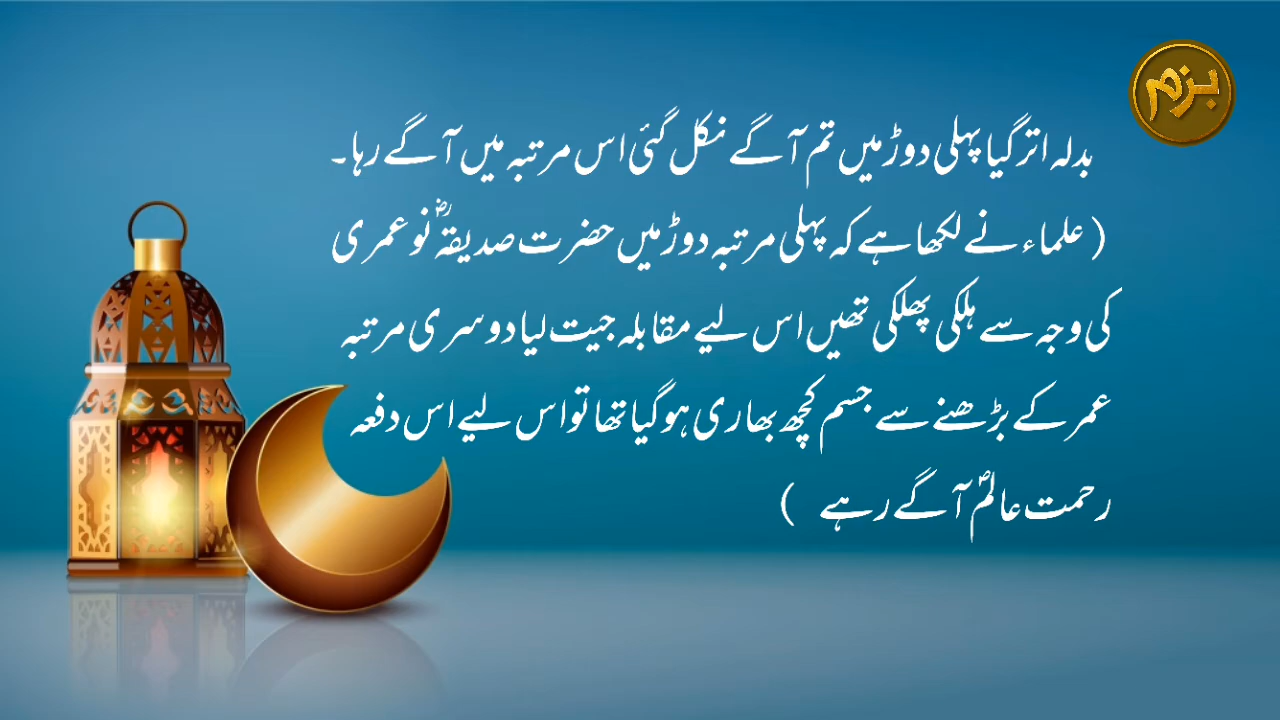 بزم
بدلہ اتر گیا پہلی دوڑ میں تم آگے نکل گئی اس مرتبہ میں آگے رہا۔
( علماء نے لکھا ہے کہ پہلی مرتبہ دوڑ میں حضرت صدیقہؓ نو عمری
کی وجہ سے ہلکی پھلکی تھیں اس لیے مقابلہ جیت لیا دوسری مرتبہ
عمر کے بڑھنے سے جسم کچھ بھاری ہو گیا تھا تو اس لیے اس دفعہ
رحمت عالمؐ آگے رہے )